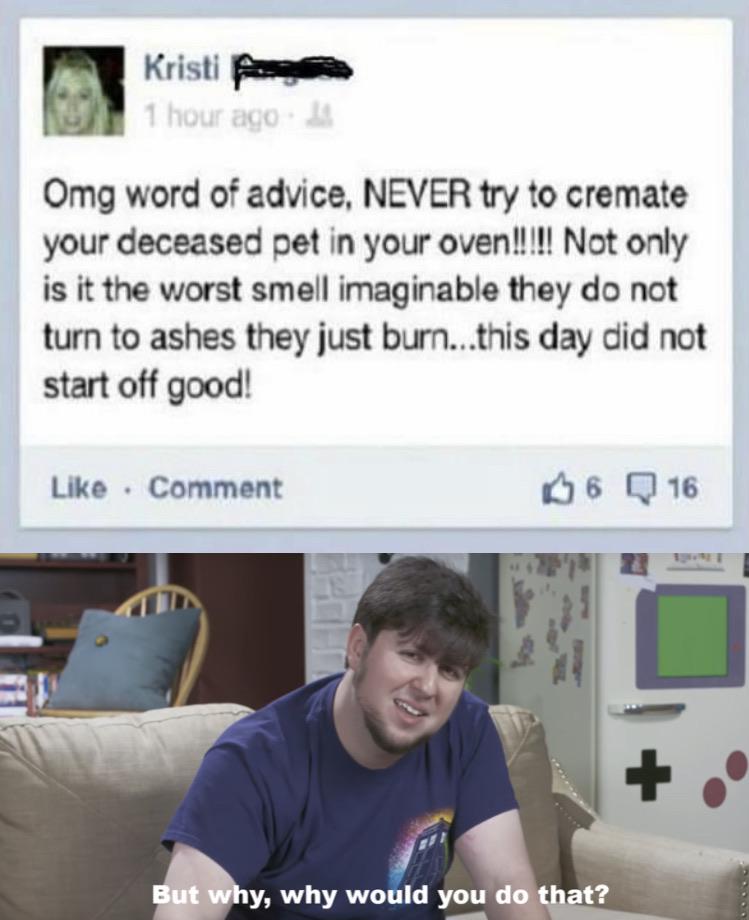 Kristi
1 hour ago ·
Omg word of advice, NEVER try to cremate
your deceased pet in your oven!!!!! Not only
is it the worst smell imaginable they do not
turn to ashes they just burn...this day did not
start off good!
Like · Comment 6 16
But why, why would you do that?